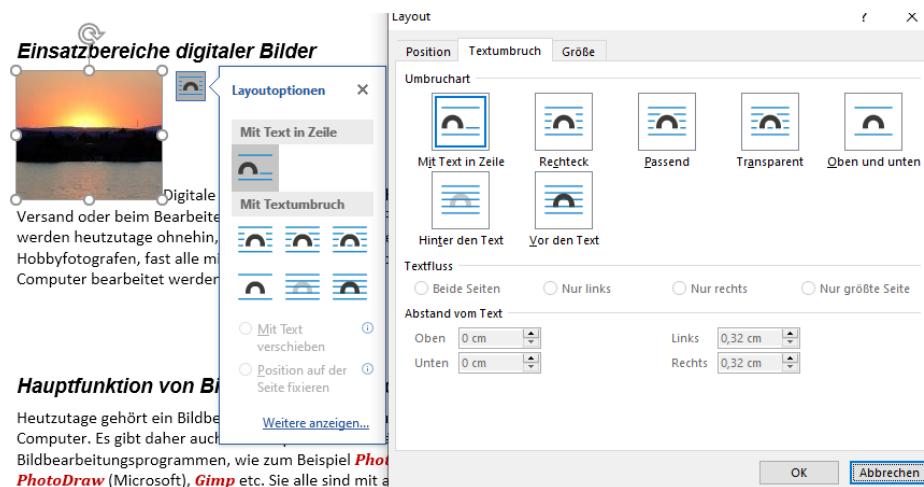 Einsatzbereiche digitaler Bilder
Digitale
Versand oder beim Bearbeite
werden heutzutage ohnehin,
Hobbyfotografen, fast alle mi
Computer bearbeitet werden
Hauptfunktion von Bi
Heutzutage gehört ein Bildbe
Computer. Es gibt daher auch
Bildbearbeitungsprogrammen, wie zum Beispiel Phot
PhotoDraw (Microsoft), Gimp etc. Sie alle sind mit a
Layoutoptionen
Mit Text in Zeile
Mit Textumbruch
Mit Text
verschieben
Position auf der
Seite fixieren
Weitere anzeigen...
Layout
Position Textumbruch Größe
Umbruchart
Mit Text in Zeile Rechteck Passend Transparent Oben und unten
Hinter den Text Vor den Text
Textfluss
Beide Seiten Nur links Nur rechts Nur größte Seite
Abstand vom Text
Oben 0 cm Links 0,32 cm
Unten 0 cm Rechts 0,32 cm
OK Abbrechen